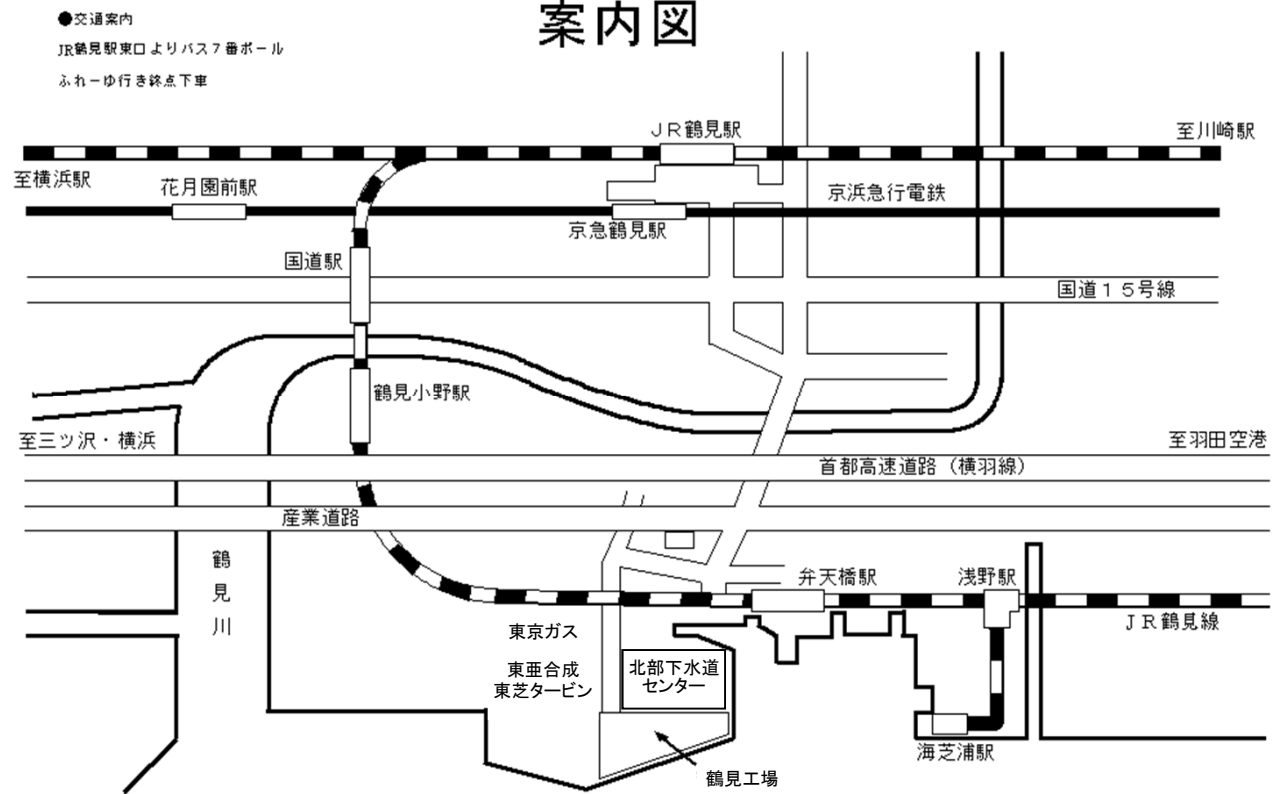 案内図
●交通案内
JR鶴見駅東口よりバス7番ポール
ふれーゆ行き終点下車
JR鶴見駅
至川崎駅
至横浜駅
花月園前駅
京浜急行電鉄
京急鶴見駅
国道駅
国道15号線
鶴見小野駅
至三ッ沢・横浜
至羽田空港
首都高速道路(横羽線)
産業道路
鶴見川
弁天橋駅
浅野駅
JR鶴見線
東京ガス
東亜合成
東芝タービン
北部下水道
センター
海芝浦駅
鶴見工場